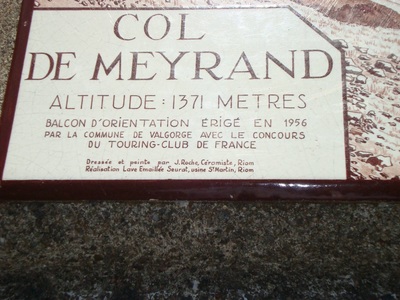 COL
DE MEYRAND
ALTITUDE : 1371 METRES
BALCON D'ORIENTATION ÉRIGÉ EN 1956
PAR LA COMMUNE DE VALGORGE AVEC LE CONCOURS
DU TOURING-CLUB DE FRANCE
Dressée et peinte par J. Rochs, Céramiste, Riom
Réalisation Lave Emaillée Seurat, usine St Martin, Riom